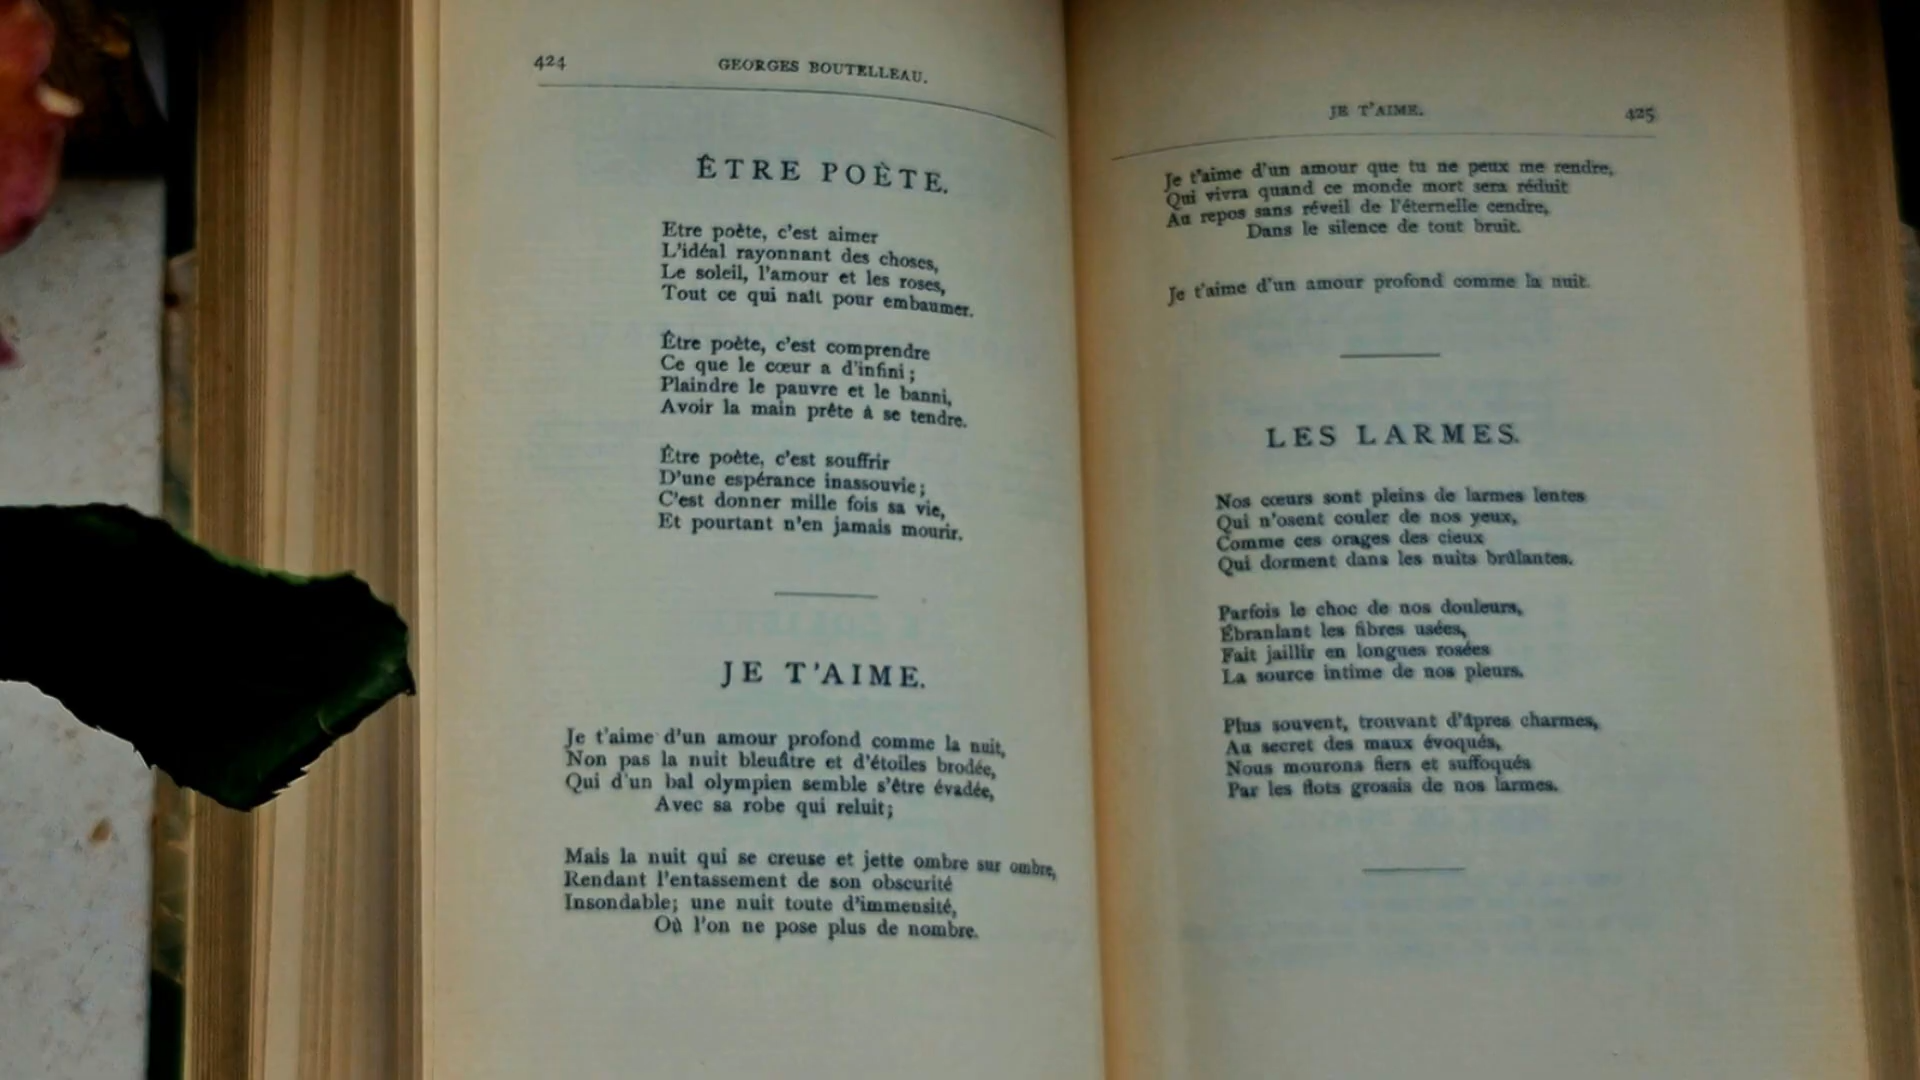 424
GEORGES BOUTELLEAU.
ÊTRE POÈTE.
Etre poète, c'est aimer
L'idéal rayonnant des choses,
Le soleil, l'amour et les roses,
Tout ce qui naît pour embaumer.
Être poète, c'est comprendre
Ce que le cœur a d'infini;
Plaindre le pauvre et le banni,
Avoir la main prête à se tendre.
Être poète, c'est souffrir
D'une espérance inassouvie;
C'est donner mille fois sa vie,
Et pourtant n'en jamais mourir.
JE T'AIME.
Je t'aime d'un amour profond comme la nuit,
Non pas la nuit bleuâtre et d'étoiles brodée,
Qui d'un bal olympien semble s'être évadée,
Avec sa robe qui reluit;
Mais la nuit qui se creuse et jette ombre sur ombre,
Rendant l'entassement de son obscurité
Insondable; une nuit toute d'immensité,
Où l'on ne pose plus de nombre.
JE T'AIME.
425
Je t'aime d'un amour que tu ne peux me rendre,
Qui vivra quand ce monde mort sera réduit
Au repos sans réveil de l'éternelle cendre,
Dans le silence de tout bruit.
Je t'aime d'un amour profond comme la nuit.
LES LARMES.
Nos cœurs sont pleins de larmes lentes
Qui n'osent couler de nos yeux,
Comme ces orages des cieux
Qui dorment dans les nuits brûlantes.
Parfois le choc de nos douleurs,
Ébranlant les fibres usées,
Fait jaillir en longues rosées
La source intime de nos pleurs.
Plus souvent, trouvant d'âpres charmes,
Au secret des maux évoqués,
Nous mourons fiers et suffoqués
Par les flots grossis de nos larmes.